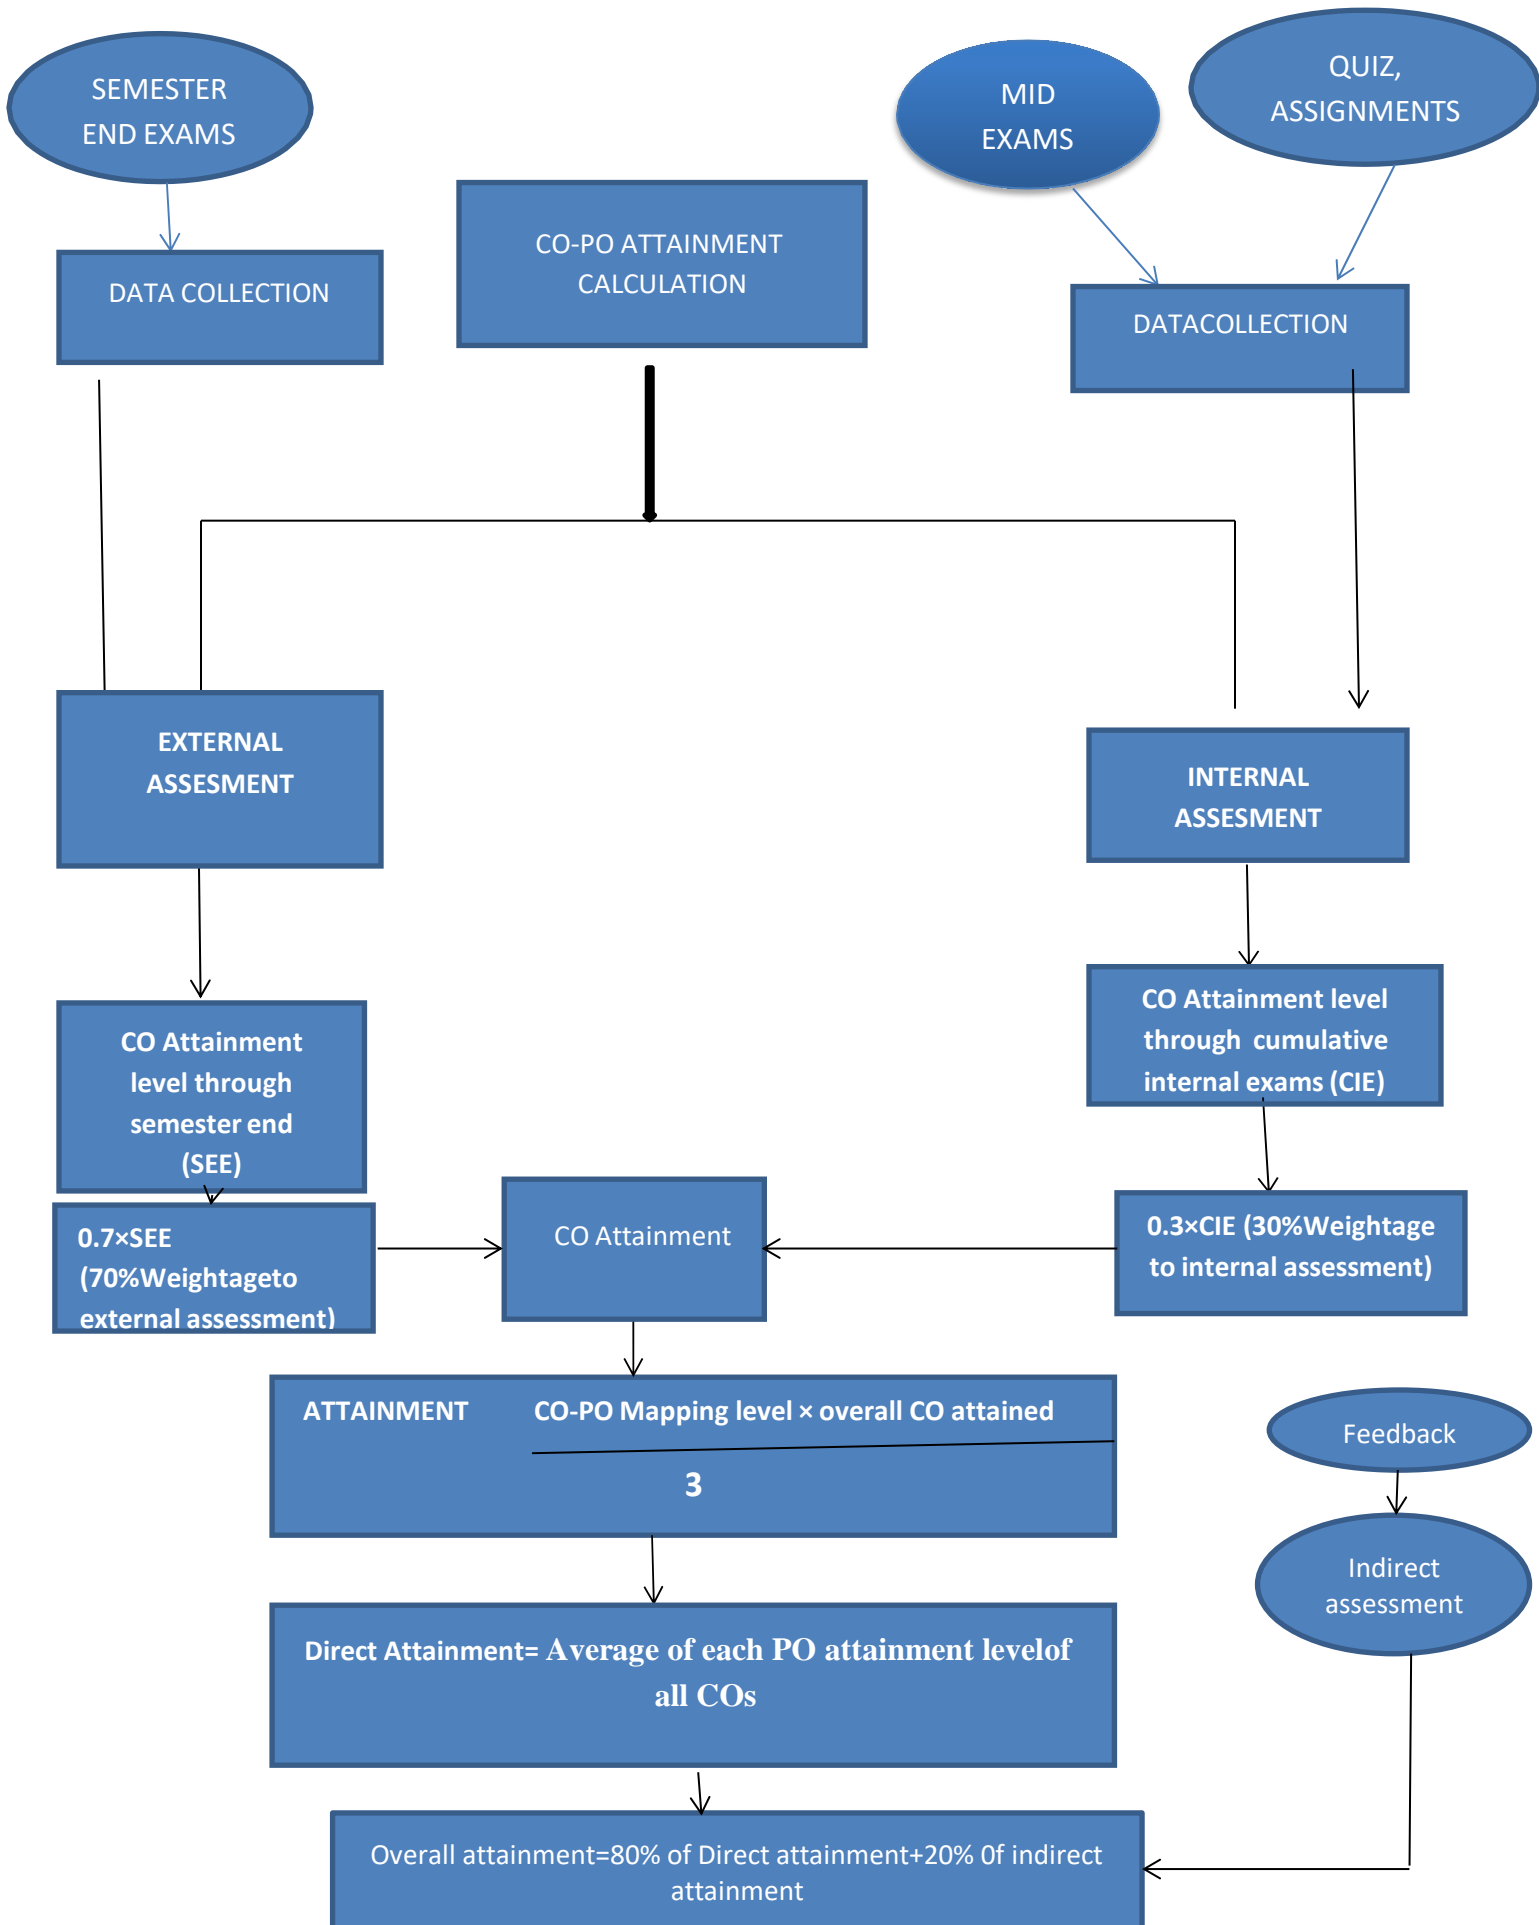 SEMESTER
END EXAMS
MID
EXAMS
QUIZ,
ASSIGNMENTS
DATA COLLECTION
CO-PO ATTAINMENT
CALCULATION
DATACOLLECTION
EXTERNAL
ASSESMENT
INTERNAL
ASSESMENT
CO Attainment
level through
semester end
(SEE)
CO Attainment level
through cumulative
internal exams (CIE)
0.7×SEE
(70%Weightageto
external assessment)
CO Attainment
0.3×CIE (30%Weightage
to internal assessment)
ATTAINMENT CO-PO Mapping level × overall CO attained
3
Feedback
Indirect
assessment
Direct Attainment= Average of each PO attainment levelof
all COs
Overall attainment=80% of Direct attainment+20% 0f indirect
attainment